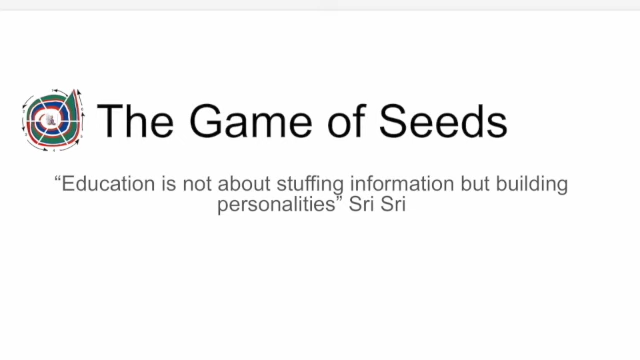 The Game of Seeds
“Education is not about stuffing information but building
personalities” Sri Sri